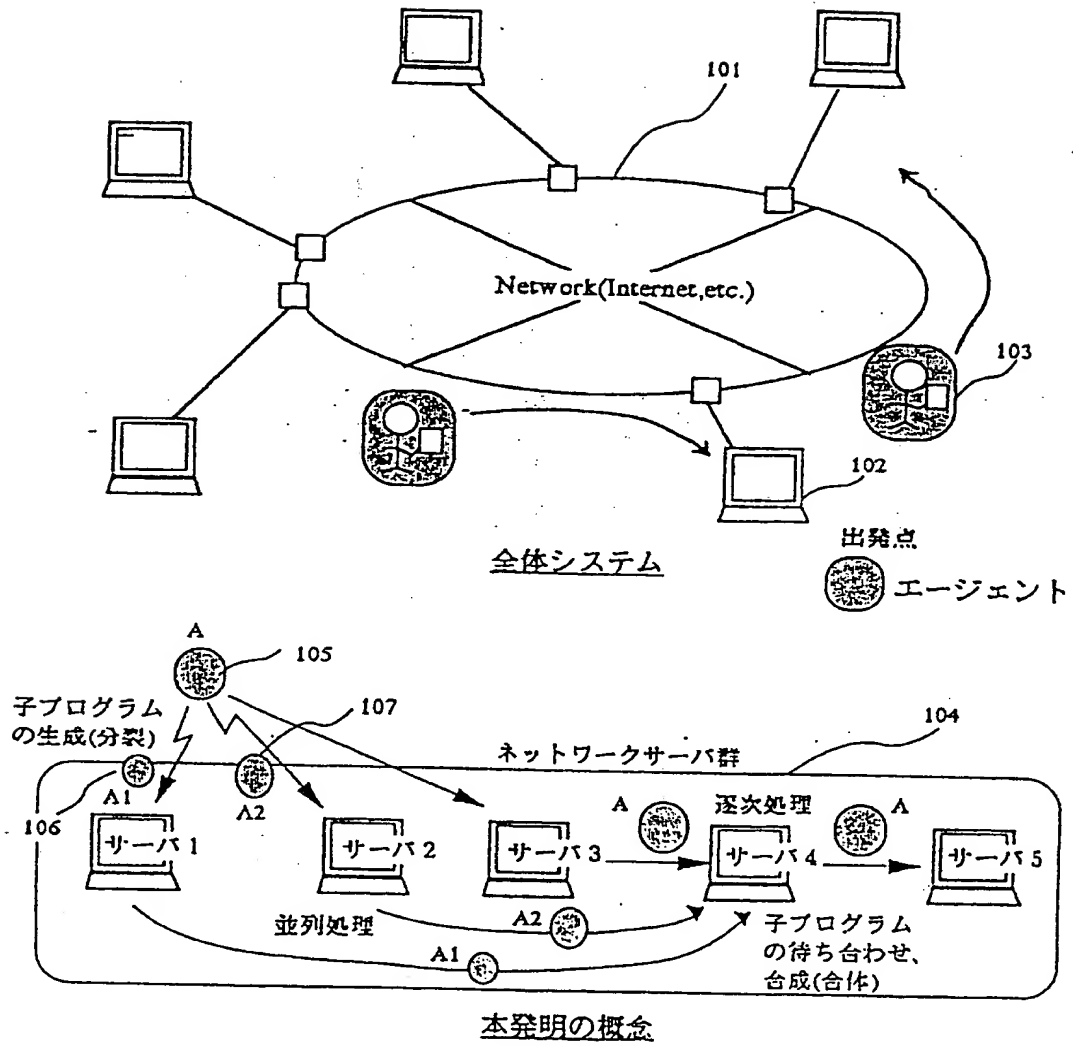 101
Network(Internet,etc.)
103
102
出発点
全体システム
エージェント
A
105
子プログラム
の生成(分裂)
107
104
ネットワークサーバ群
106
A1
A2
A
逐次処理
A
サーバ 1
サーバ 2
サーバ 3
サーバ 4
サーバ 5
並列処理
A2
A1
子プログラム
の待ち合わせ、
台成(合体)
本発明の概念